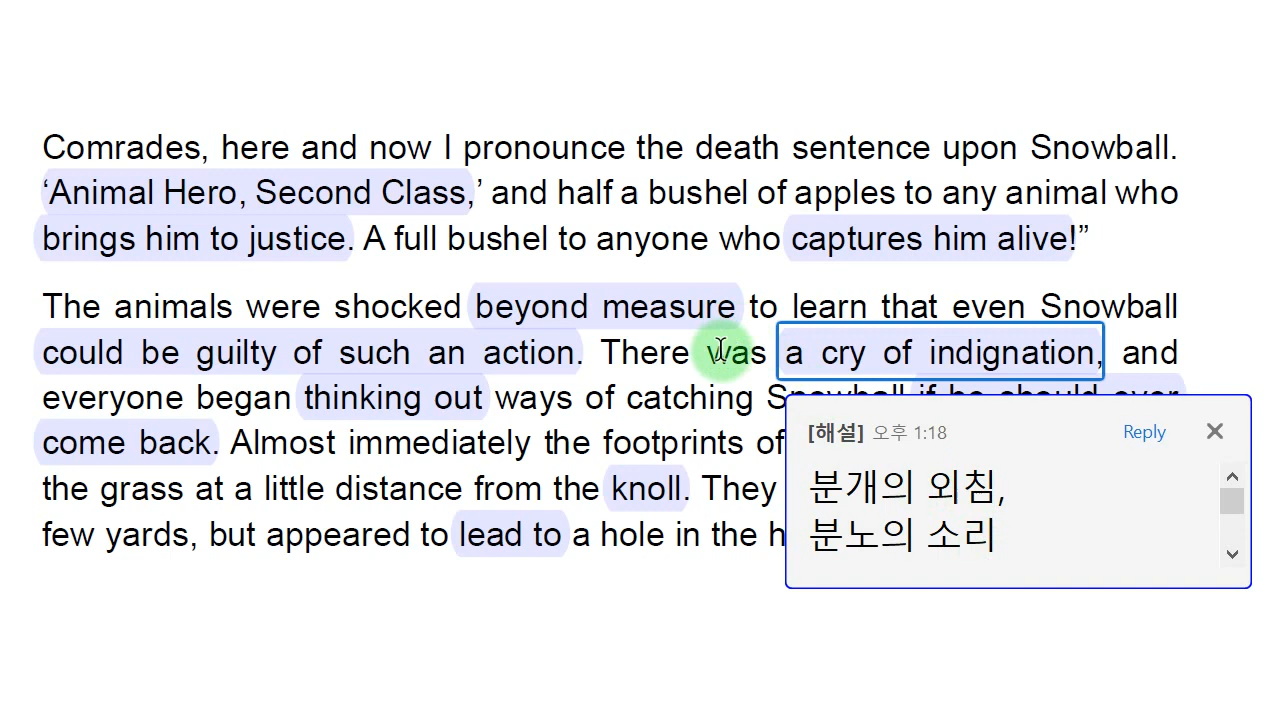 Comrades, here and now I pronounce the death sentence upon Snowball.
‘Animal Hero, Second Class,’ and half a bushel of apples to any animal who
brings him to justice. A full bushel to anyone who captures him alive!”
The animals were shocked beyond measure to learn that even Snowball
could be guilty of such an action. There was a cry of indignation, and
everyone began thinking out ways of catching Snowball if he should ever
come back. Almost immediately the footprints of
the grass at a little distance from the knoll. They
few yards, but appeared to lead to a hole in the h
[해설] 오후 1:18 Reply
분개의 외침,
분노의 소리